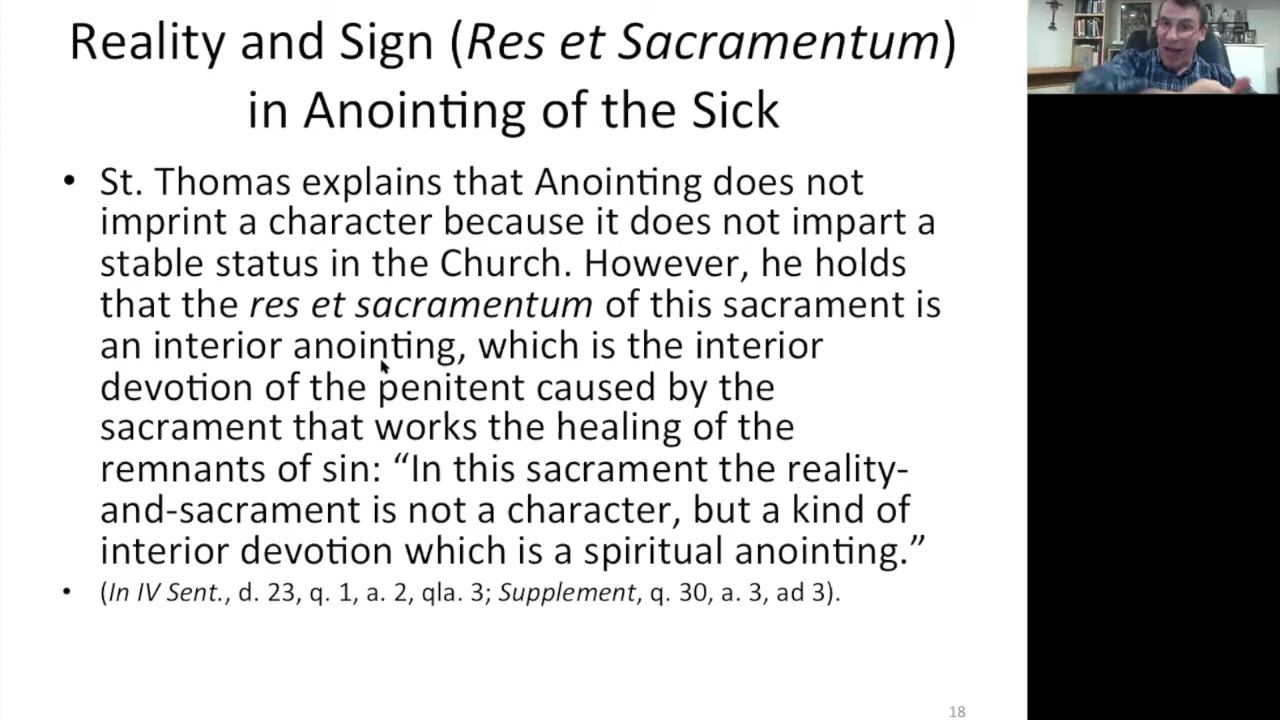 Reality and Sign (Res et Sacramentum)
in Anointing of the Sick
• St. Thomas explains that Anointing does not
imprint a character because it does not impart a
stable status in the Church. However, he holds
that the res et sacramentum of this sacrament is
an interior anointing, which is the interior
devotion of the penitent caused by the
sacrament that works the healing of the
remnants of sin: “In this sacrament the reality-
and-sacrament is not a character, but a kind of
interior devotion which is a spiritual anointing.”
• (In IV Sent., d. 23, q. 1, a. 2, qla. 3; Supplement, q. 30, a. 3, ad 3).
18